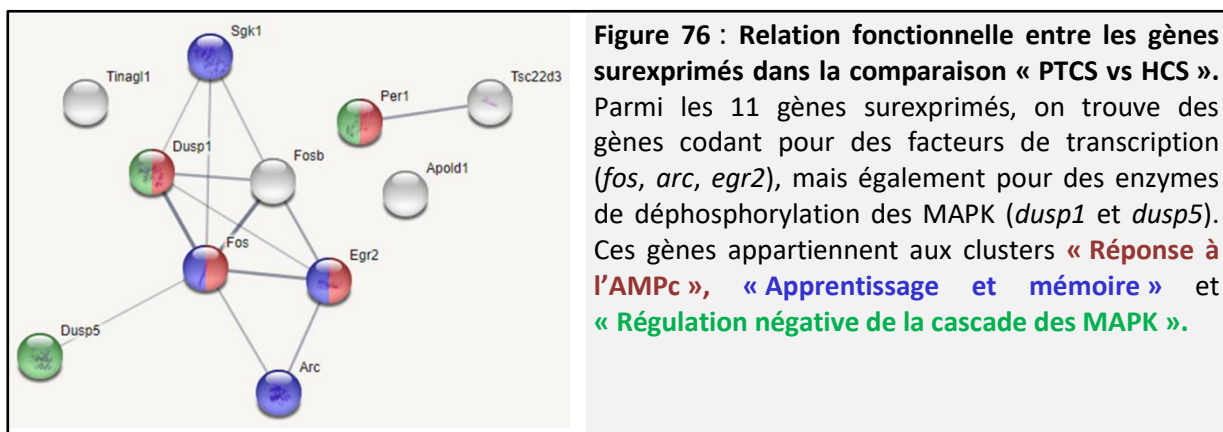 Sgk1
Tinagl1
Tsc22d3
Per1
Dusp1
Fosb
Apold1
Fos
Egr2
Dusp5
Arc
Figure 76 : Relation fonctionnelle entre les gènes
surexprimés dans la comparaison « PTCS vs HCS ».
Parmi les 11 gènes surexprimés, on trouve des
gènes codant pour des facteurs de transcription
(fos, arc, egr2), mais également pour des enzymes
de déphosphorylation des MAPK (dusp1 et dusp5).
Ces gènes appartiennent aux clusters « Réponse à
l’AMPc », « Apprentissage et mémoire » et
« Régulation négative de la cascade des MAPK ».